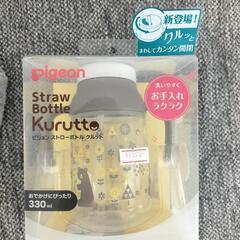 新登場!
クルッと
まわしてカンタン開閉
pigeon
洗いやすく
お手入れ
ラクラク
Straw
Bottle
Kurutto
ピジョン ストローボトル クルット
おでかけにぴったり
330ml